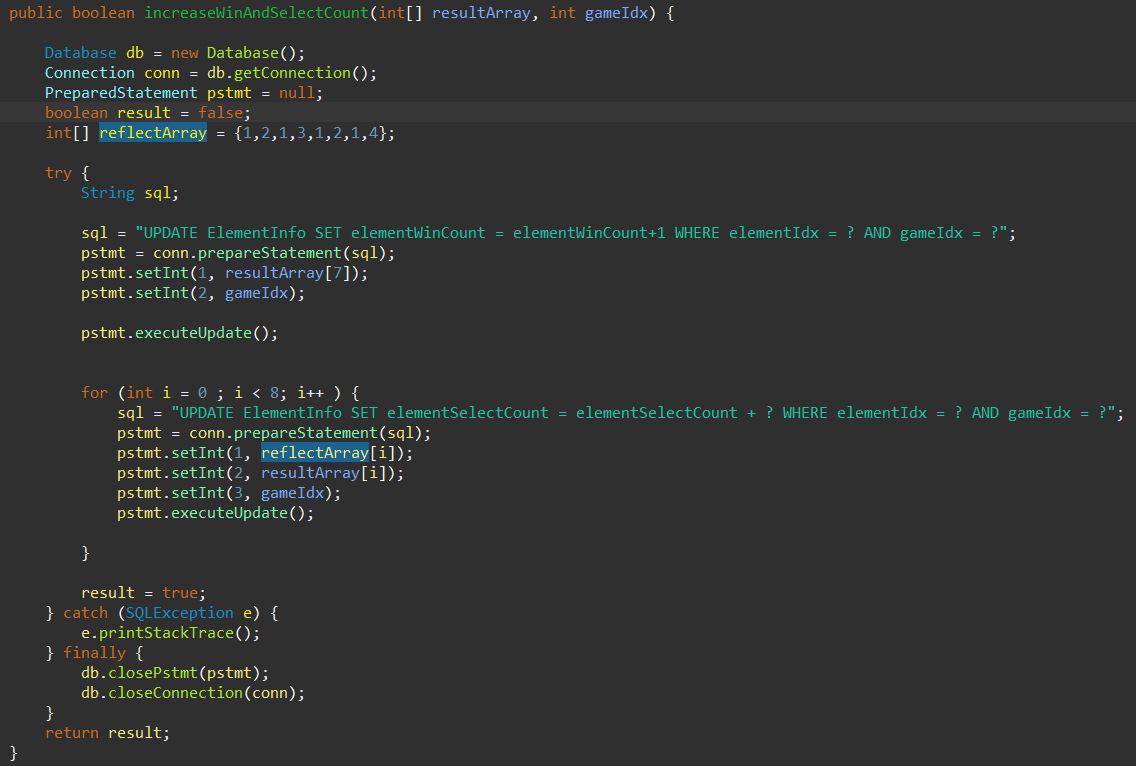 public boolean increaseWinAndSelectCount(int[] resultArray, int gameIdx) {
Database db = new Database();
Connection conn = db.getConnection();
PreparedStatement pstmt = null;
boolean result = false;
int[] reflectArray = {1,2,1,3,1,2,1,4};
try {
String sql;
sql = "UPDATE ElementInfo SET elementWinCount = elementWinCount+1 WHERE elementIdx = ? AND gameIdx = ?";
pstmt = conn.prepareStatement(sql);
pstmt.setInt(1, resultArray[7]);
pstmt.setInt(2, gameIdx);
pstmt.executeUpdate();
for (int i = 0 ; i < 8; i++ ) {
sql = "UPDATE ElementInfo SET elementSelectCount = elementSelectCount + ? WHERE elementIdx = ? AND gameIdx = ?";
pstmt = conn.prepareStatement(sql);
pstmt.setInt(1, reflectArray[i]);
pstmt.setInt(2, resultArray[i]);
pstmt.setInt(3, gameIdx);
pstmt.executeUpdate();
}
result = true;
} catch (SQLException e) {
e.printStackTrace();
} finally {
db.closePstmt(pstmt);
db.closeConnection(conn);
}
return result;
}